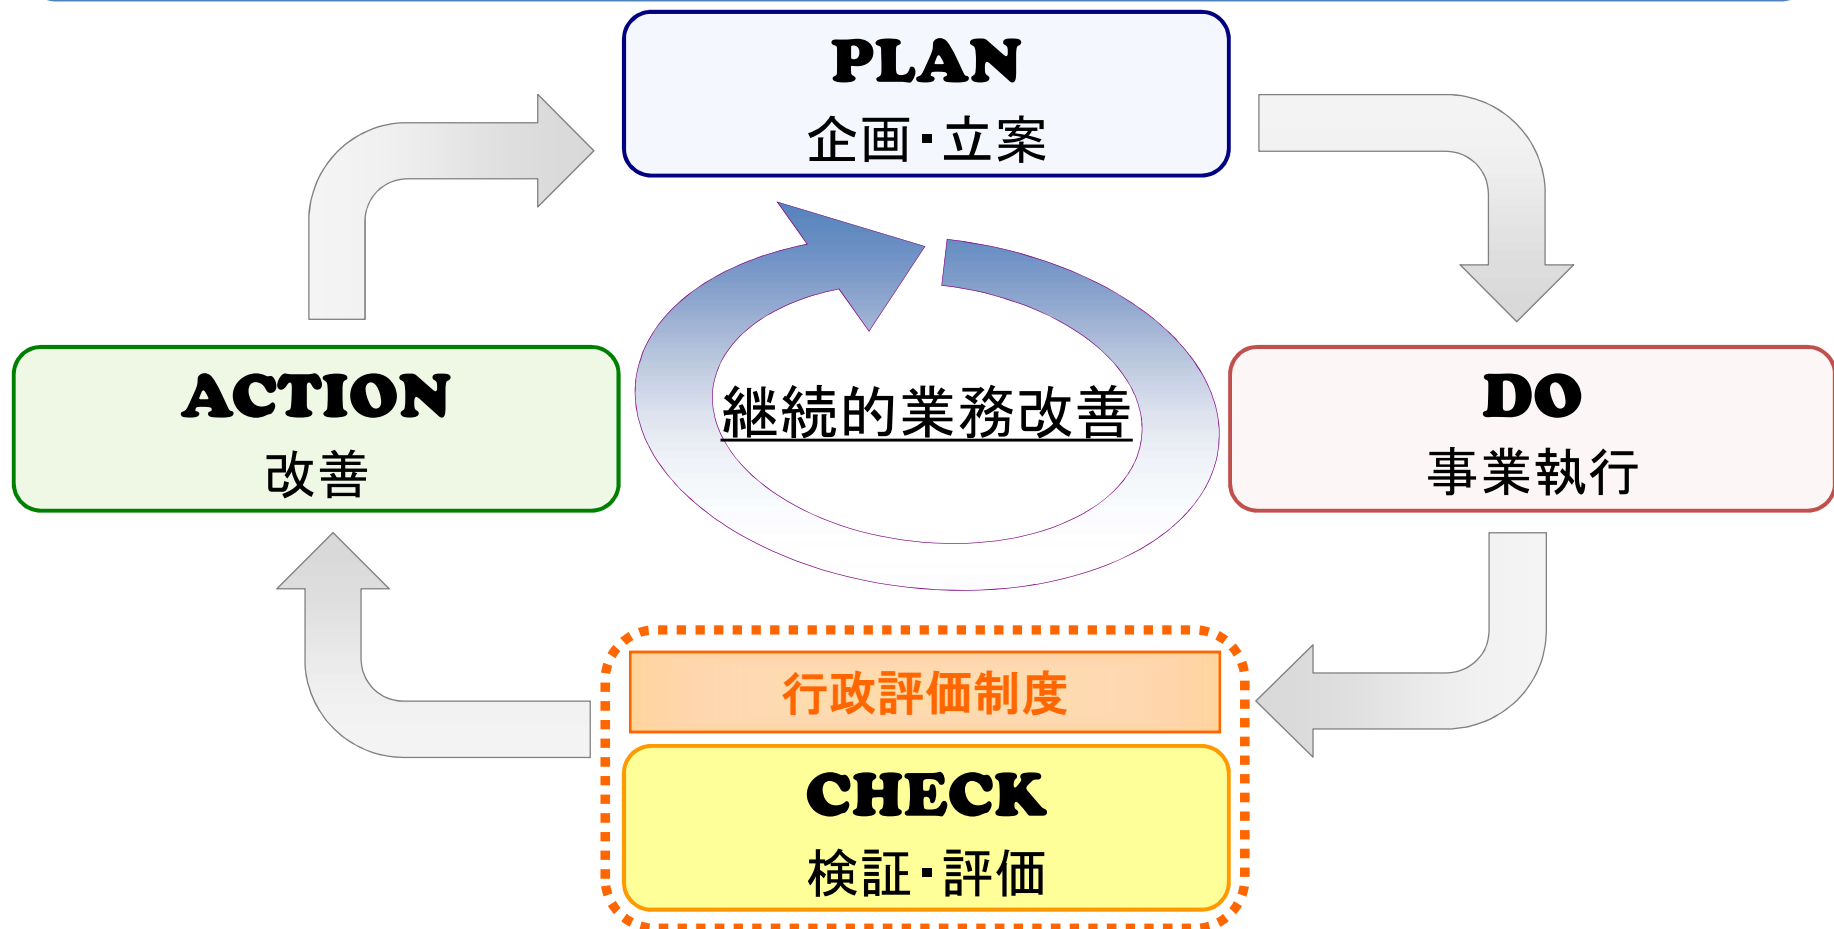 PLAN
企画・立案
ACTION
改善
継続的業務改善
DO
事業執行
行政評価制度
CHECK
検証・評価